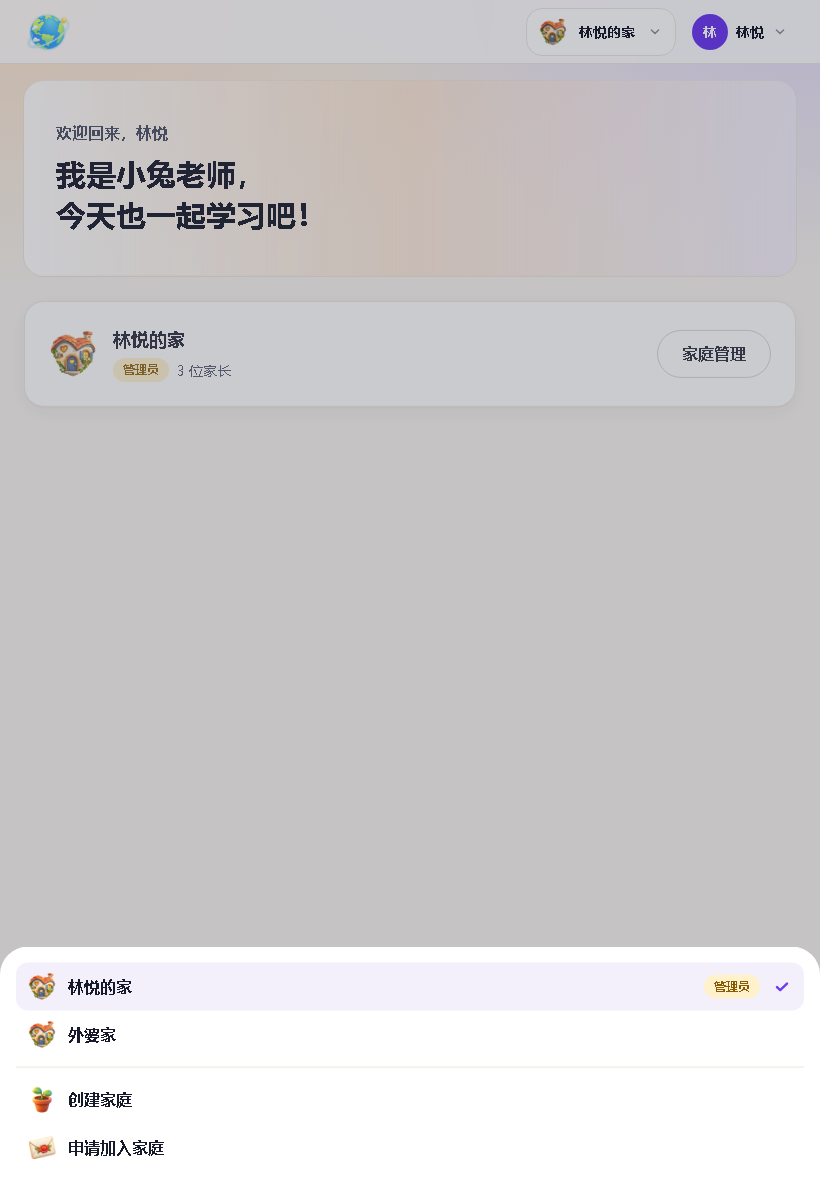 林悦的家
林 林悦
欢迎回来，林悦
我是小兔老师，
今天也一起学习吧！
林悦的家
管理员 3 位家长
家庭管理
林悦的家 管理员
外婆家
创建家庭
申请加入家庭